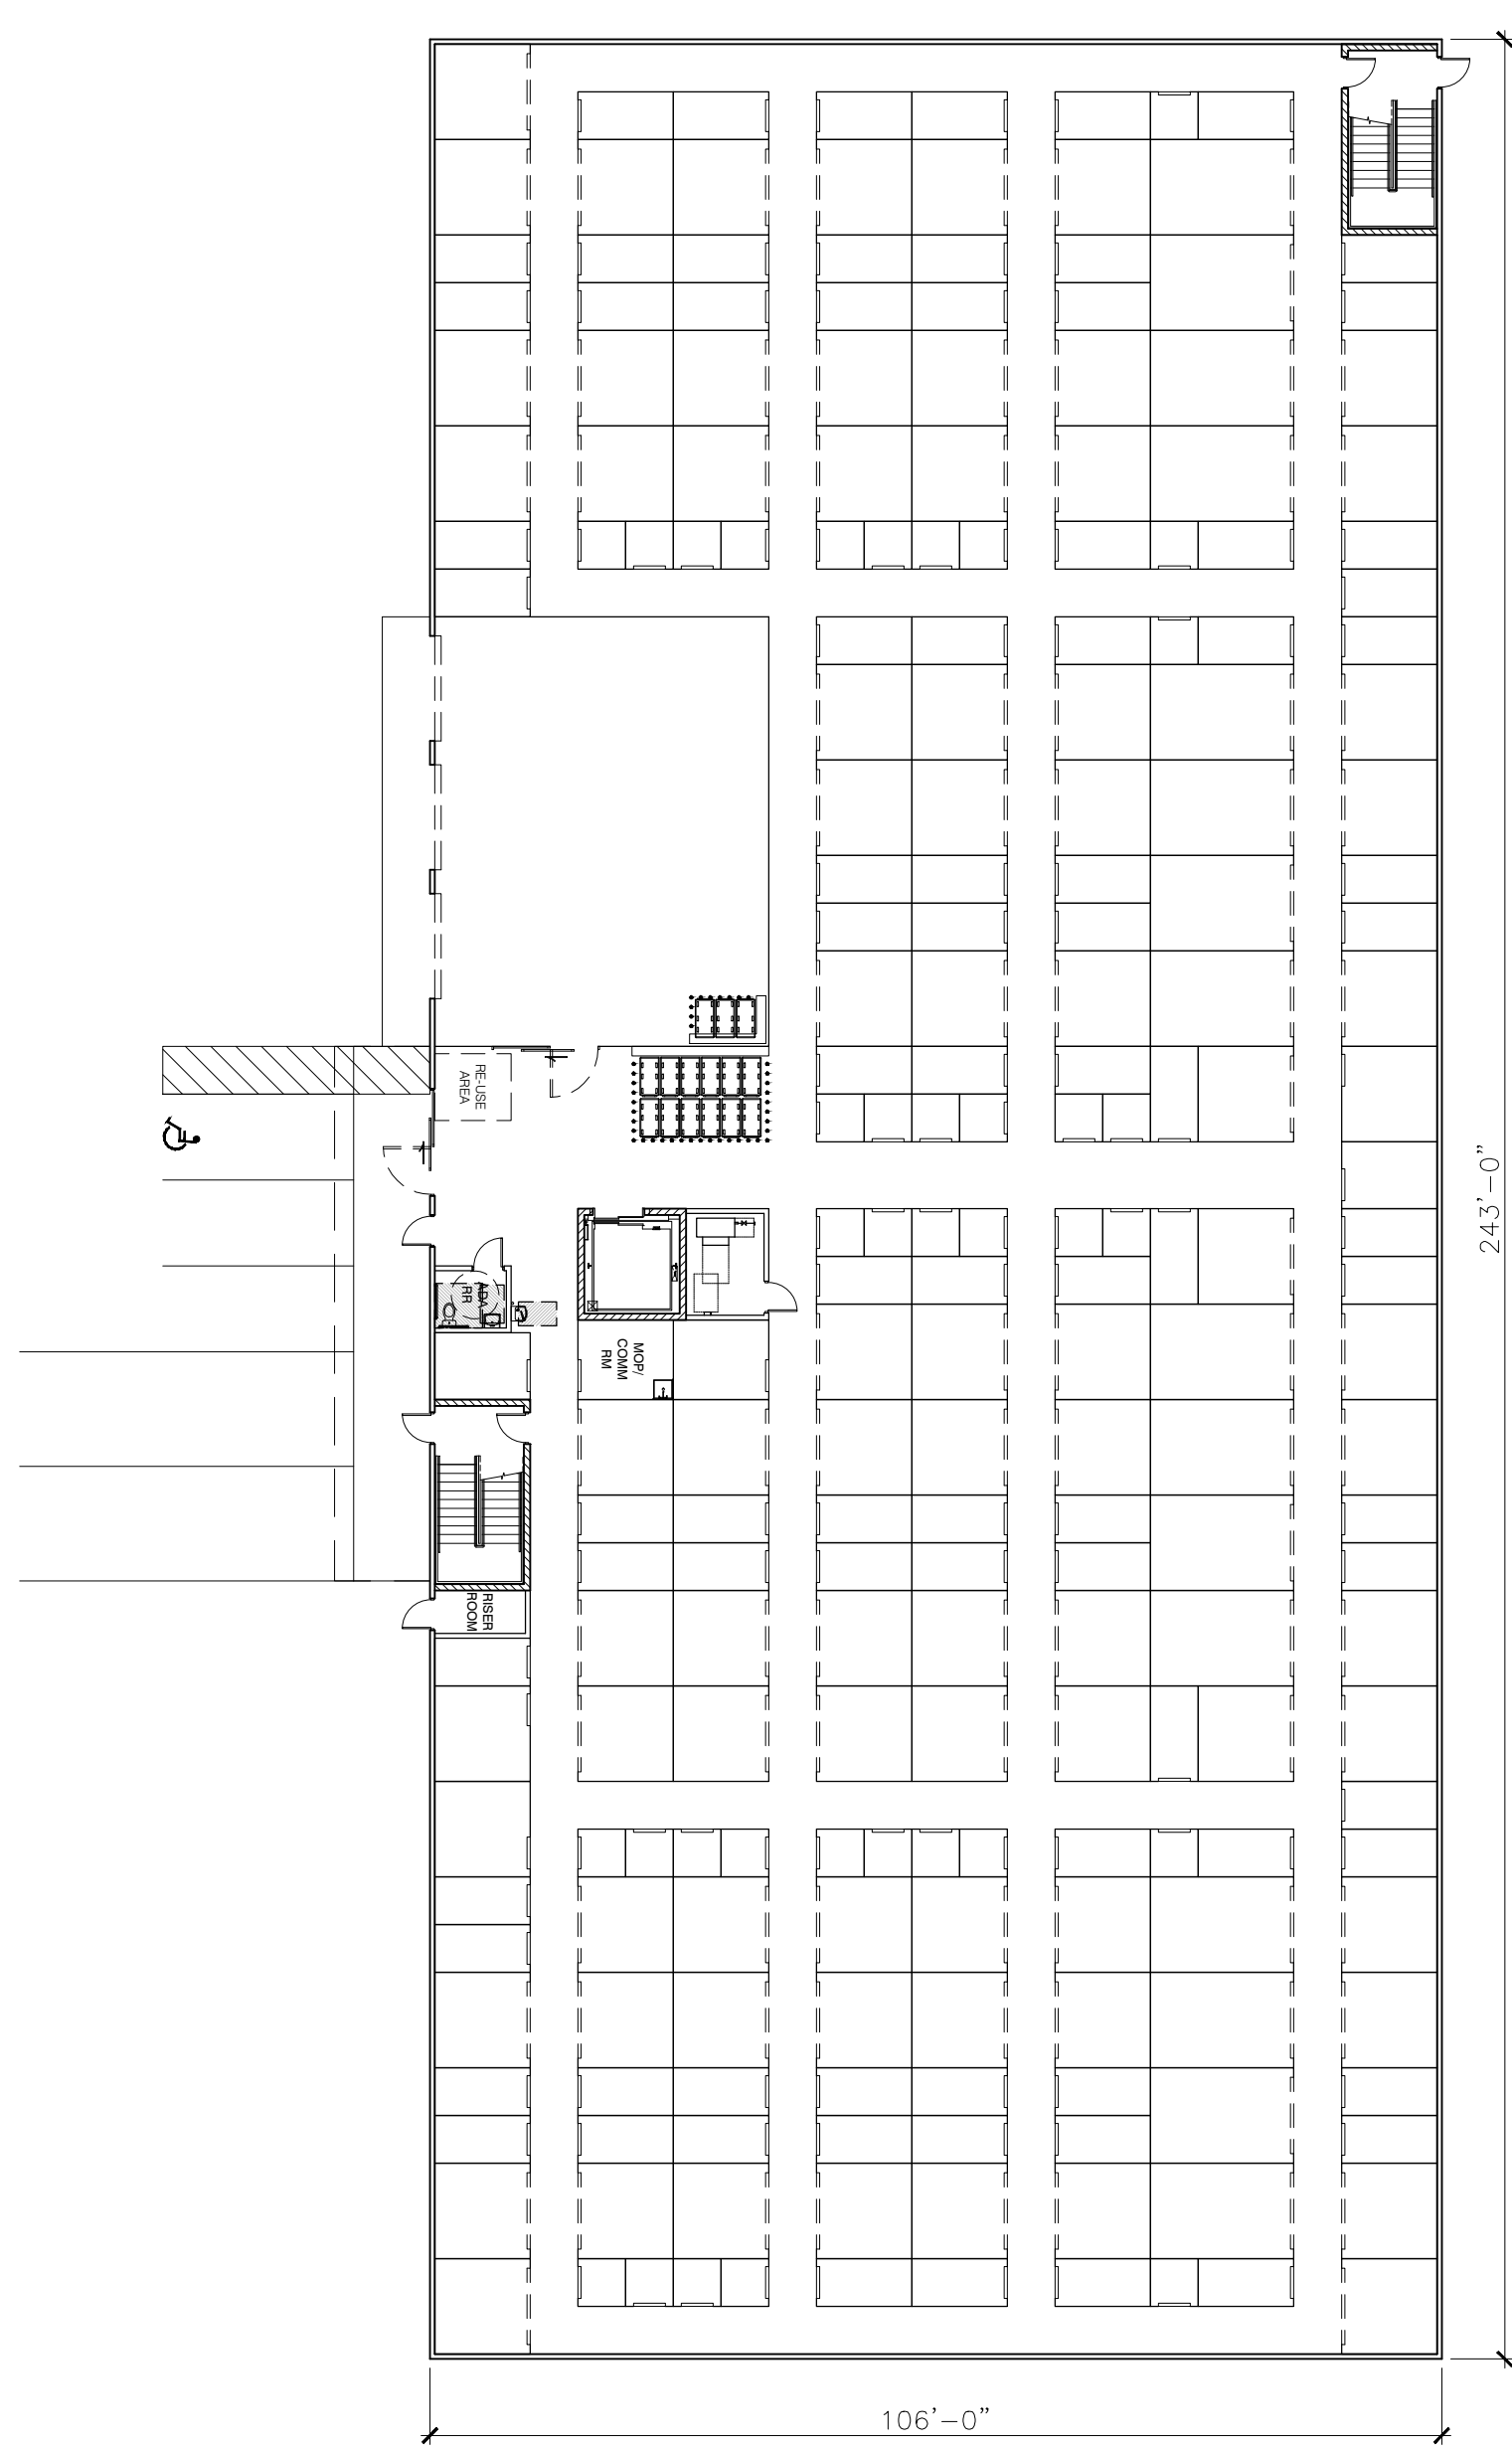 RE-USE
AREA
243'-0"
ADA
RR
MOP/
COMM
RM
RISER
ROOM
106'-0"